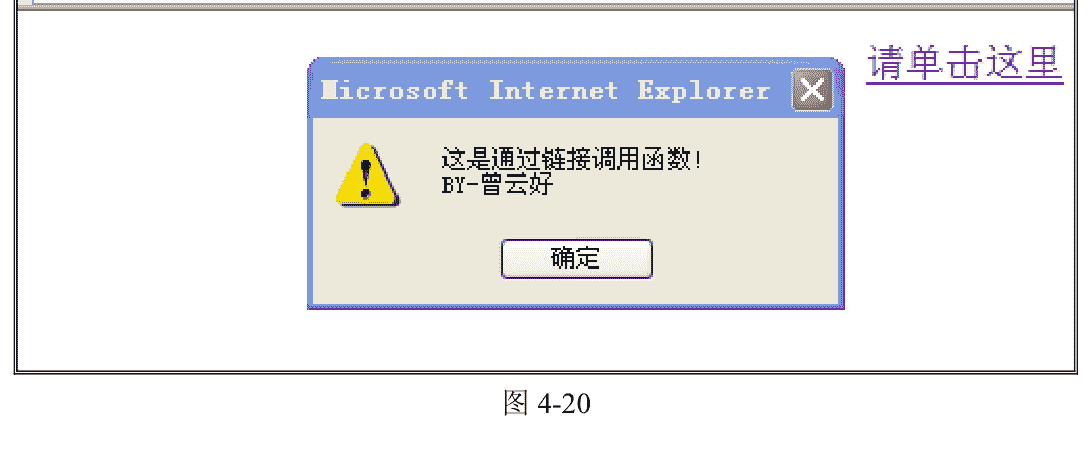 请单击这里
Microsoft Internet Explorer
这是通过链接调用函数!
BY-曾云好
确定
图 4-20